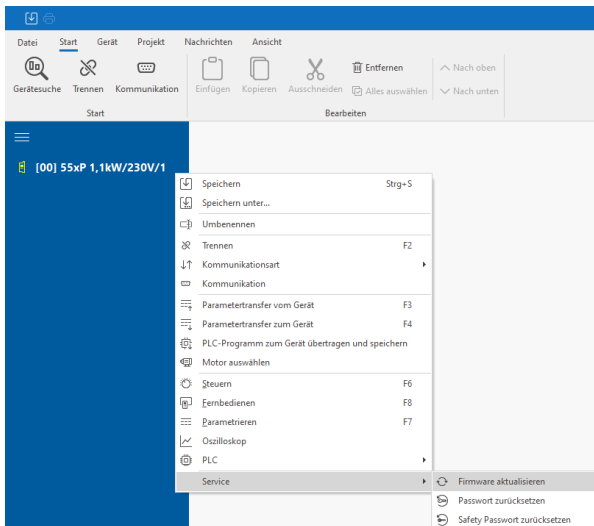 Datei Start Gerät Projekt Nachrichten Ansicht
Gerätesuche Trennen Kommunikation Einfügen Kopieren Ausschneiden Entfernen Alles auswählen Nach oben Nach unten
Start Bearbeiten
[00] 55xP 1,1kW/230V/1
Speichern Strg+S
Speichern unter...
Umbenennen
Trennen F2
Kommunikationsart
Kommunikation
Parametertransfer vom Gerät F3
Parametertransfer zum Gerät F4
PLC-Programm zum Gerät übertragen und speichern
Motor auswählen
Steuern F6
Fernbedienen F8
Parametrieren F7
Oszilloskop
PLC
Service
Firmware aktualisieren
Passwort zurücksetzen
Safety Passwort zurücksetzen